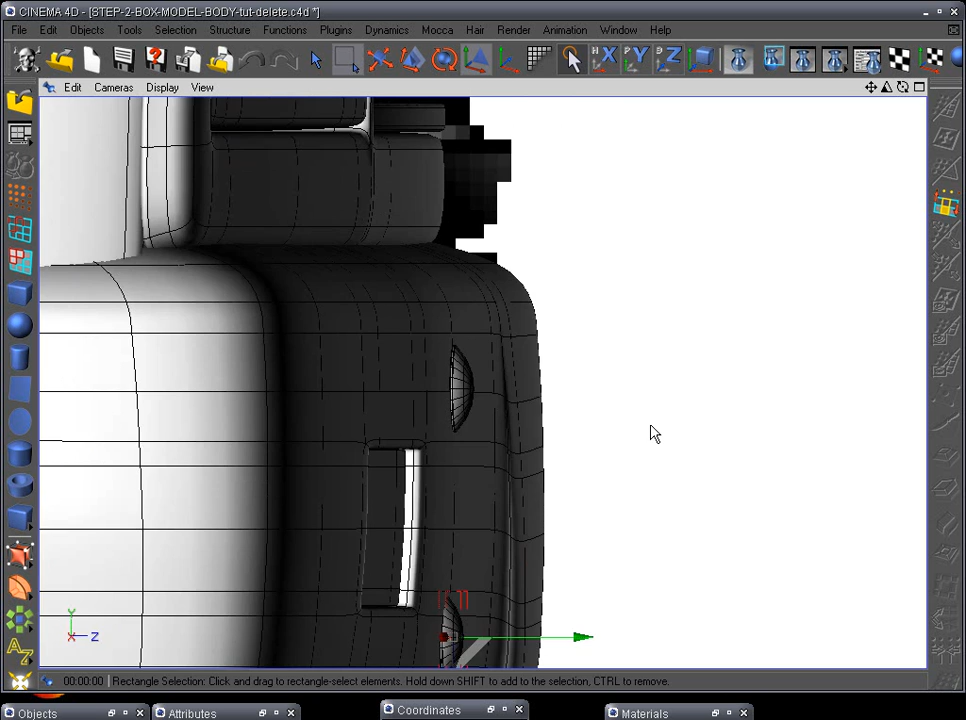 CINEMA 4D - [STEP-2-BOX-MODEL-BODY-tut-delete.c4d *]
File Edit Objects Tools Selection Structure Functions Plugins Dynamics Mocca Hair Render Animation Window Help
Edit Cameras Display View
Y
X Z
00:00:00 Rectangle Selection: Click and drag to rectangle-select elements. Hold down SHIFT to add to the selection, CTRL to remove.
Objects Attributes Coordinates Materials